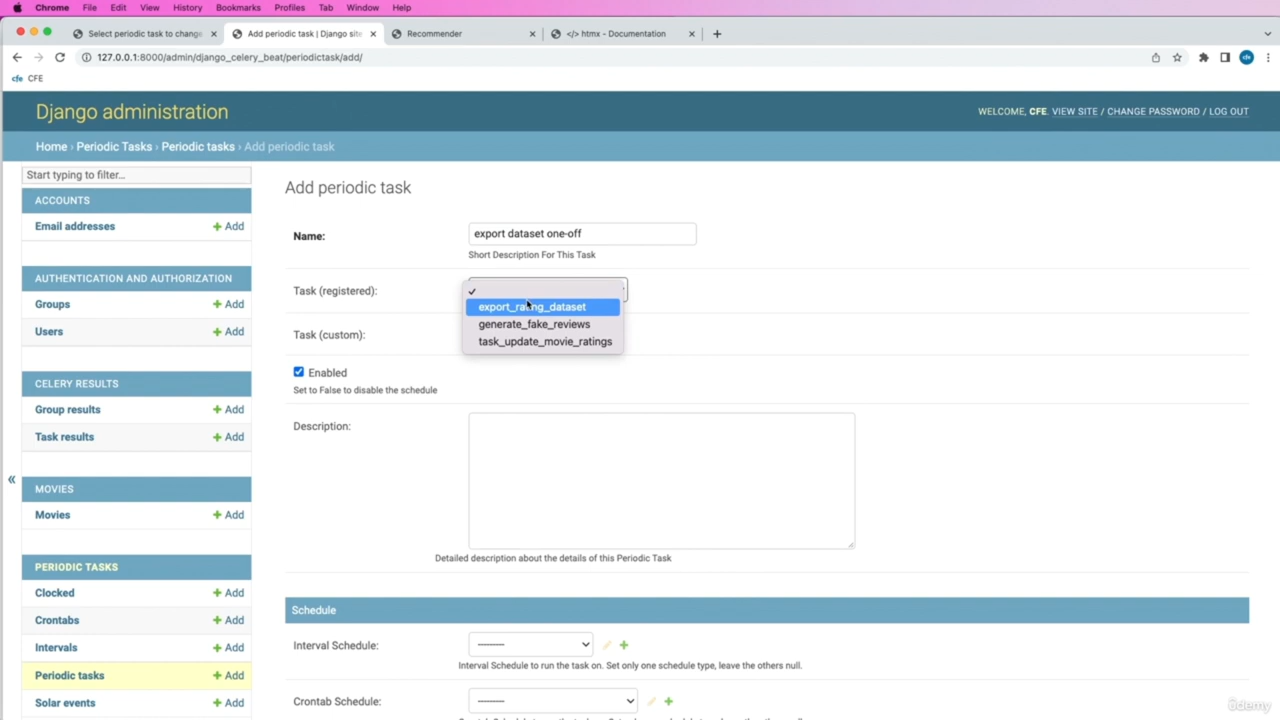 Chrome File Edit View History Bookmarks Profiles Tab Window Help
Select periodic task to change Add periodic task | Django site Recommender </> htmx - Documentation
127.0.0.1:8000/admin/django_celery_beat/periodictask/add/
cfe CFE
Django administration
WELCOME, CFE. VIEW SITE / CHANGE PASSWORD / LOG OUT
Home › Periodic Tasks › Periodic tasks › Add periodic task
Start typing to filter...
ACCOUNTS
Email addresses + Add
AUTHENTICATION AND AUTHORIZATION
Groups + Add
Users + Add
CELERY RESULTS
Group results + Add
Task results + Add
MOVIES
Movies + Add
PERIODIC TASKS
Clocked + Add
Crontabs + Add
Intervals + Add
Periodic tasks + Add
Solar events + Add
Add periodic task
Name: export dataset one-off
Short Description For This Task
Task (registered):
export_rating_dataset
generate_fake_reviews
task_update_movie_ratings
Task (custom):
Enabled
Set to False to disable the schedule
Description:
Detailed description about the details of this Periodic Task
Schedule
Interval Schedule: ---------
Interval Schedule to run the task on. Set only one schedule type, leave the others null.
Crontab Schedule: ---------
ûdemy